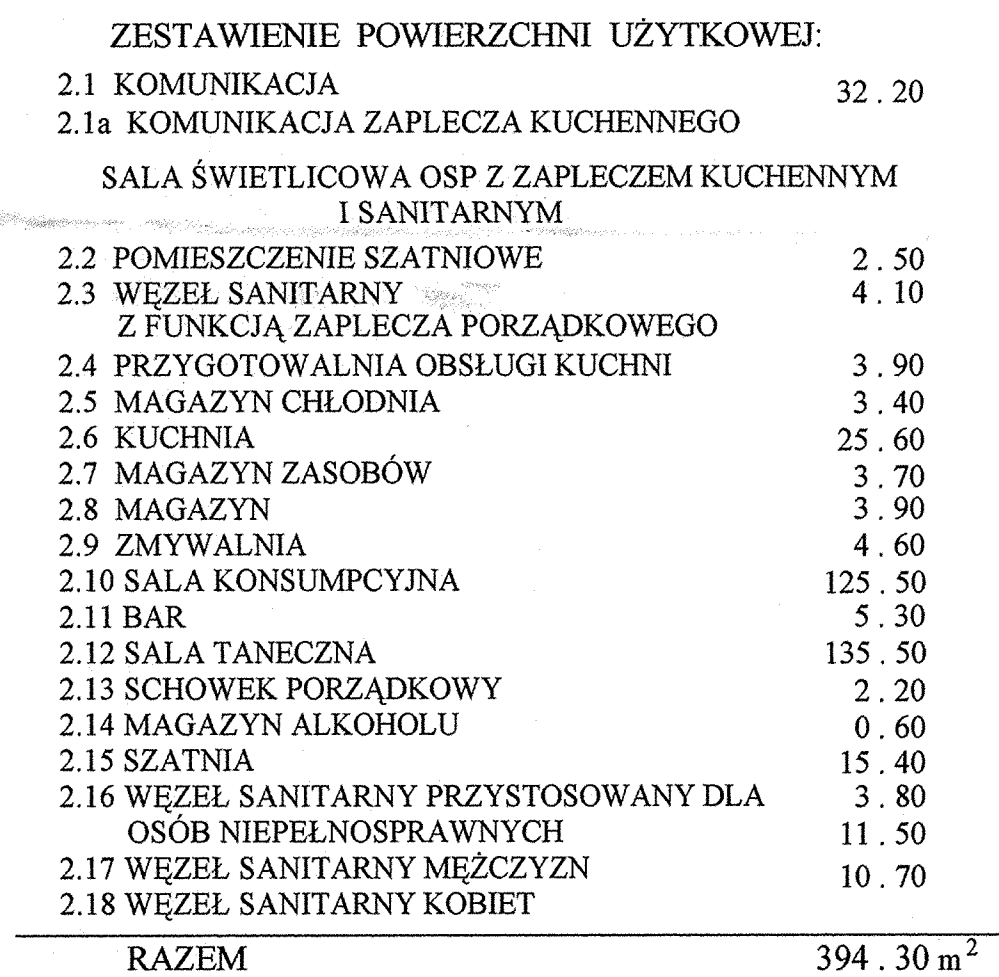 ZESTAWIENIE POWIERZCHNI UŻYTKOWEJ:
2.1 KOMUNIKACJA 32.20
2.1a KOMUNIKACJA ZAPLECZA KUCHENNEGO
SALA ŚWIETLICOWA OSP Z ZAPLECZEM KUCHENNYM
I SANITARNYM
2.2 POMIESZCZENIE SZATNIOWE 2.50
2.3 WĘZEŁ SANITARNY 4.10
Z FUNKCJĄ ZAPLECZA PORZĄDKOWEGO
2.4 PRZYGOTOWALNIA OBSŁUGI KUCHNI 3.90
2.5 MAGAZYN CHŁODNIA 3.40
2.6 KUCHNIA 25.60
2.7 MAGAZYN ZASOBÓW 3.70
2.8 MAGAZYN 3.90
2.9 ZMYWALNIA 4.60
2.10 SALA KONSUMPCYJNA 125.50
2.11 BAR 5.30
2.12 SALA TANECZNA 135.50
2.13 SCHOWEK PORZĄDKOWY 2.20
2.14 MAGAZYN ALKOHOLU 0.60
2.15 SZATNIA 15.40
2.16 WĘZEŁ SANITARNY PRZYSTOSOWANY DLA 3.80
OSÓB NIEPEŁNOSPRAWNYCH 11.50
2.17 WĘZEŁ SANITARNY MĘŻCZYZN 10.70
2.18 WĘZEŁ SANITARNY KOBIET
RAZEM 394.30 m²